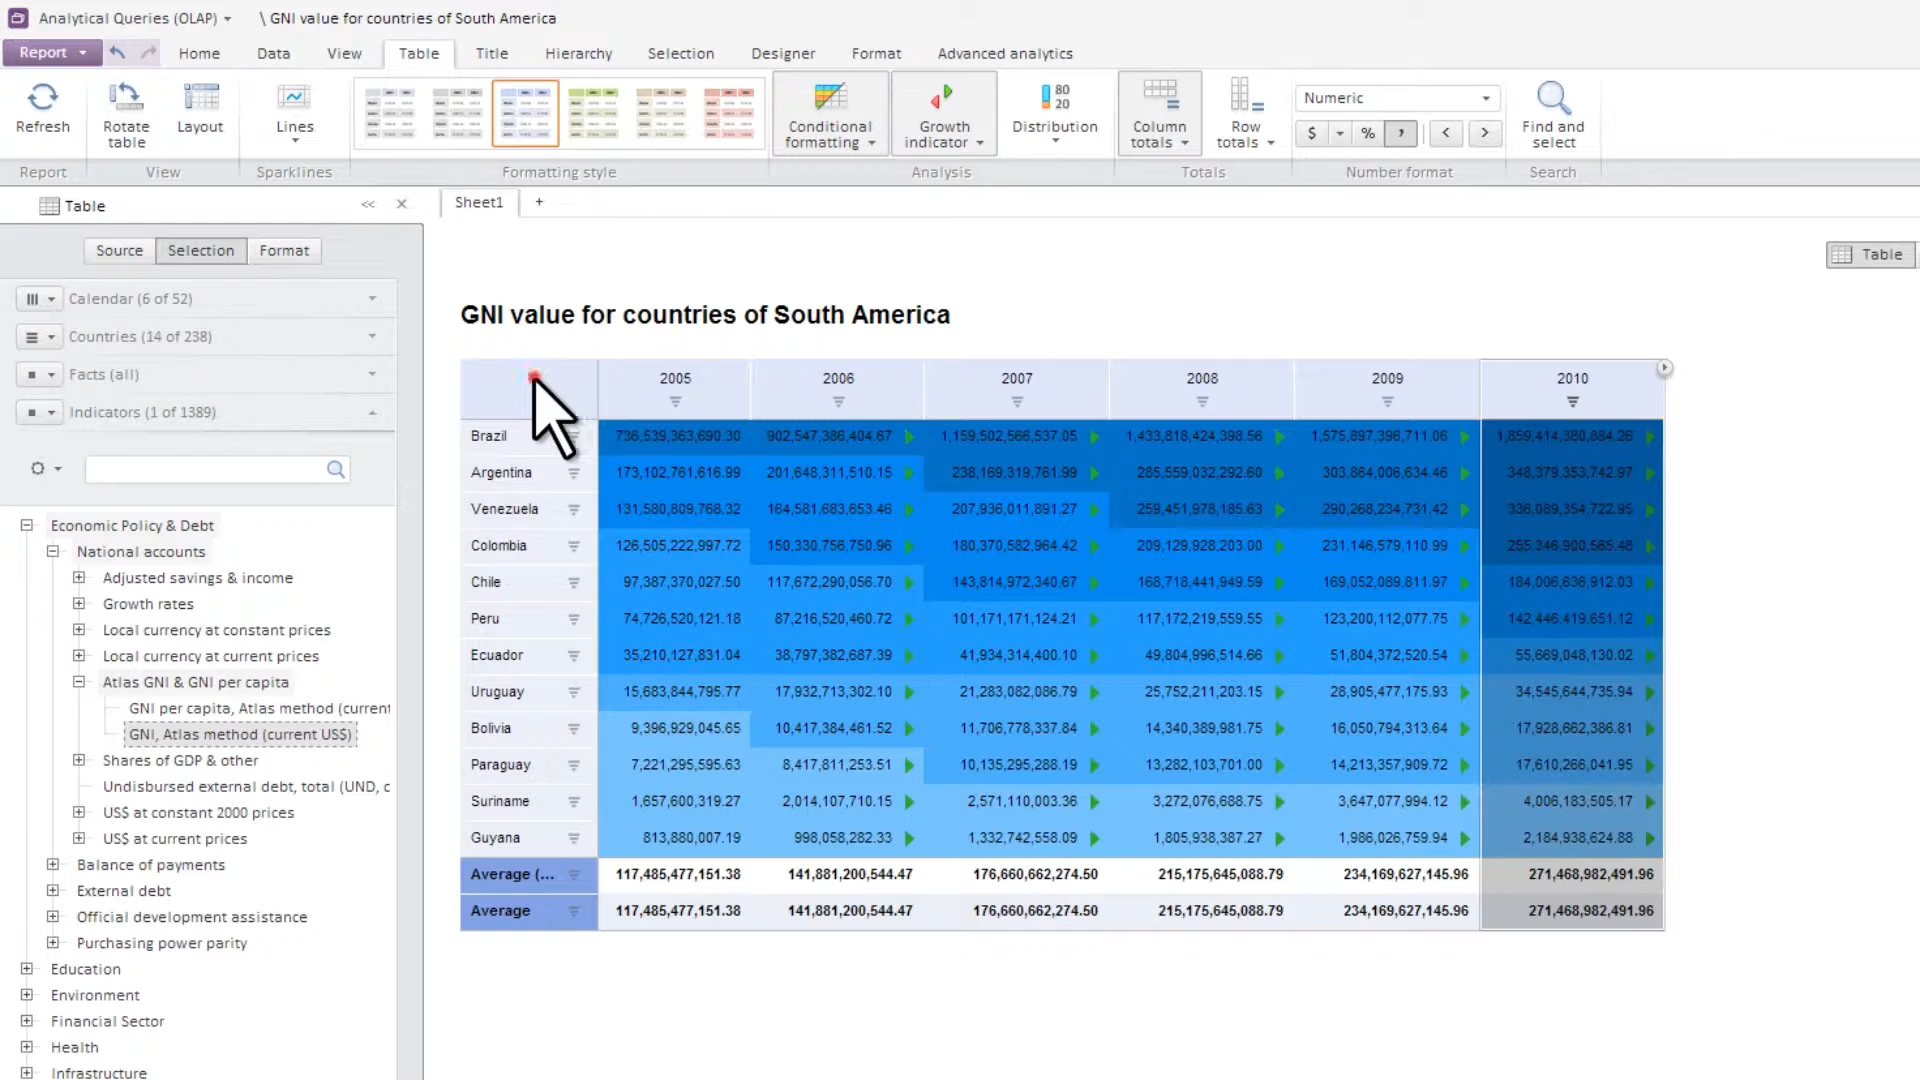 Analytical Queries (OLAP) \ GNI value for countries of South America
Report Home Data View Table Title Hierarchy Selection Designer Format Advanced analytics
Refresh Rotate table Layout Lines Conditional formatting Growth indicator 80 20 Distribution Column totals Row totals Numeric $ % , < > Find and select
Report View Sparklines Formatting style Analysis Totals Number format Search
Table << × Sheet1 +
Source Selection Format Table
Calendar (6 of 52)
Countries (14 of 238)
Facts (all)
Indicators (1 of 1389)
Economic Policy & Debt
National accounts
Adjusted savings & income
Growth rates
Local currency at constant prices
Local currency at current prices
Atlas GNI & GNI per capita
GNI per capita, Atlas method (current
GNI, Atlas method (current US$)
Shares of GDP & other
Undisbursed external debt, total (UND, c
US$ at constant 2000 prices
US$ at current prices
Balance of payments
External debt
Official development assistance
Purchasing power parity
Education
Environment
Financial Sector
Health
Infrastructure
GNI value for countries of South America
2005 2006 2007 2008 2009 2010
Brazil 736,539,363,690.30 902,547,386,404.67 1,159,502,566,537.05 1,433,818,424,398.56 1,575,897,396,711.06 1,859,414,380,884.26
Argentina 173,102,761,616.99 201,648,311,510.15 238,169,319,761.99 285,559,032,292.60 303,864,006,634.46 348,379,353,742.97
Venezuela 131,580,809,768.32 164,581,683,653.46 207,936,011,891.27 259,451,978,185.63 290,268,234,731.42 336,089,354,722.95
Colombia 126,505,222,997.72 150,330,756,750.96 180,370,582,964.42 209,129,928,203.00 231,146,579,110.99 255,346,900,565.48
Chile 97,387,370,027.50 117,672,290,056.70 143,814,972,340.67 168,718,441,949.59 169,052,089,811.97 184,006,636,912.03
Peru 74,726,520,121.18 87,216,520,460.72 101,171,171,124.21 117,172,219,559.55 123,200,112,077.75 142,446,419,651.12
Ecuador 35,210,127,831.04 38,797,382,687.39 41,934,314,400.10 49,804,996,514.66 51,804,372,520.54 55,669,048,130.02
Uruguay 15,683,844,795.77 17,932,713,302.10 21,283,082,086.79 25,752,211,203.15 28,905,477,175.93 34,545,644,735.94
Bolivia 9,396,929,045.65 10,417,384,461.52 11,706,778,337.84 14,340,389,981.75 16,050,794,313.64 17,928,662,386.81
Paraguay 7,221,295,595.63 8,417,811,253.51 10,135,295,288.19 13,282,103,701.00 14,213,357,909.72 17,610,266,041.95
Suriname 1,657,600,319.27 2,014,107,710.15 2,571,110,003.36 3,272,076,688.75 3,647,077,994.12 4,006,183,505.17
Guyana 813,880,007.19 998,058,282.33 1,332,742,558.09 1,805,938,387.27 1,986,026,759.94 2,184,938,624.88
Average (... 117,485,477,151.38 141,881,200,544.47 176,660,662,274.50 215,175,645,088.79 234,169,627,145.96 271,468,982,491.96
Average 117,485,477,151.38 141,881,200,544.47 176,660,662,274.50 215,175,645,088.79 234,169,627,145.96 271,468,982,491.96